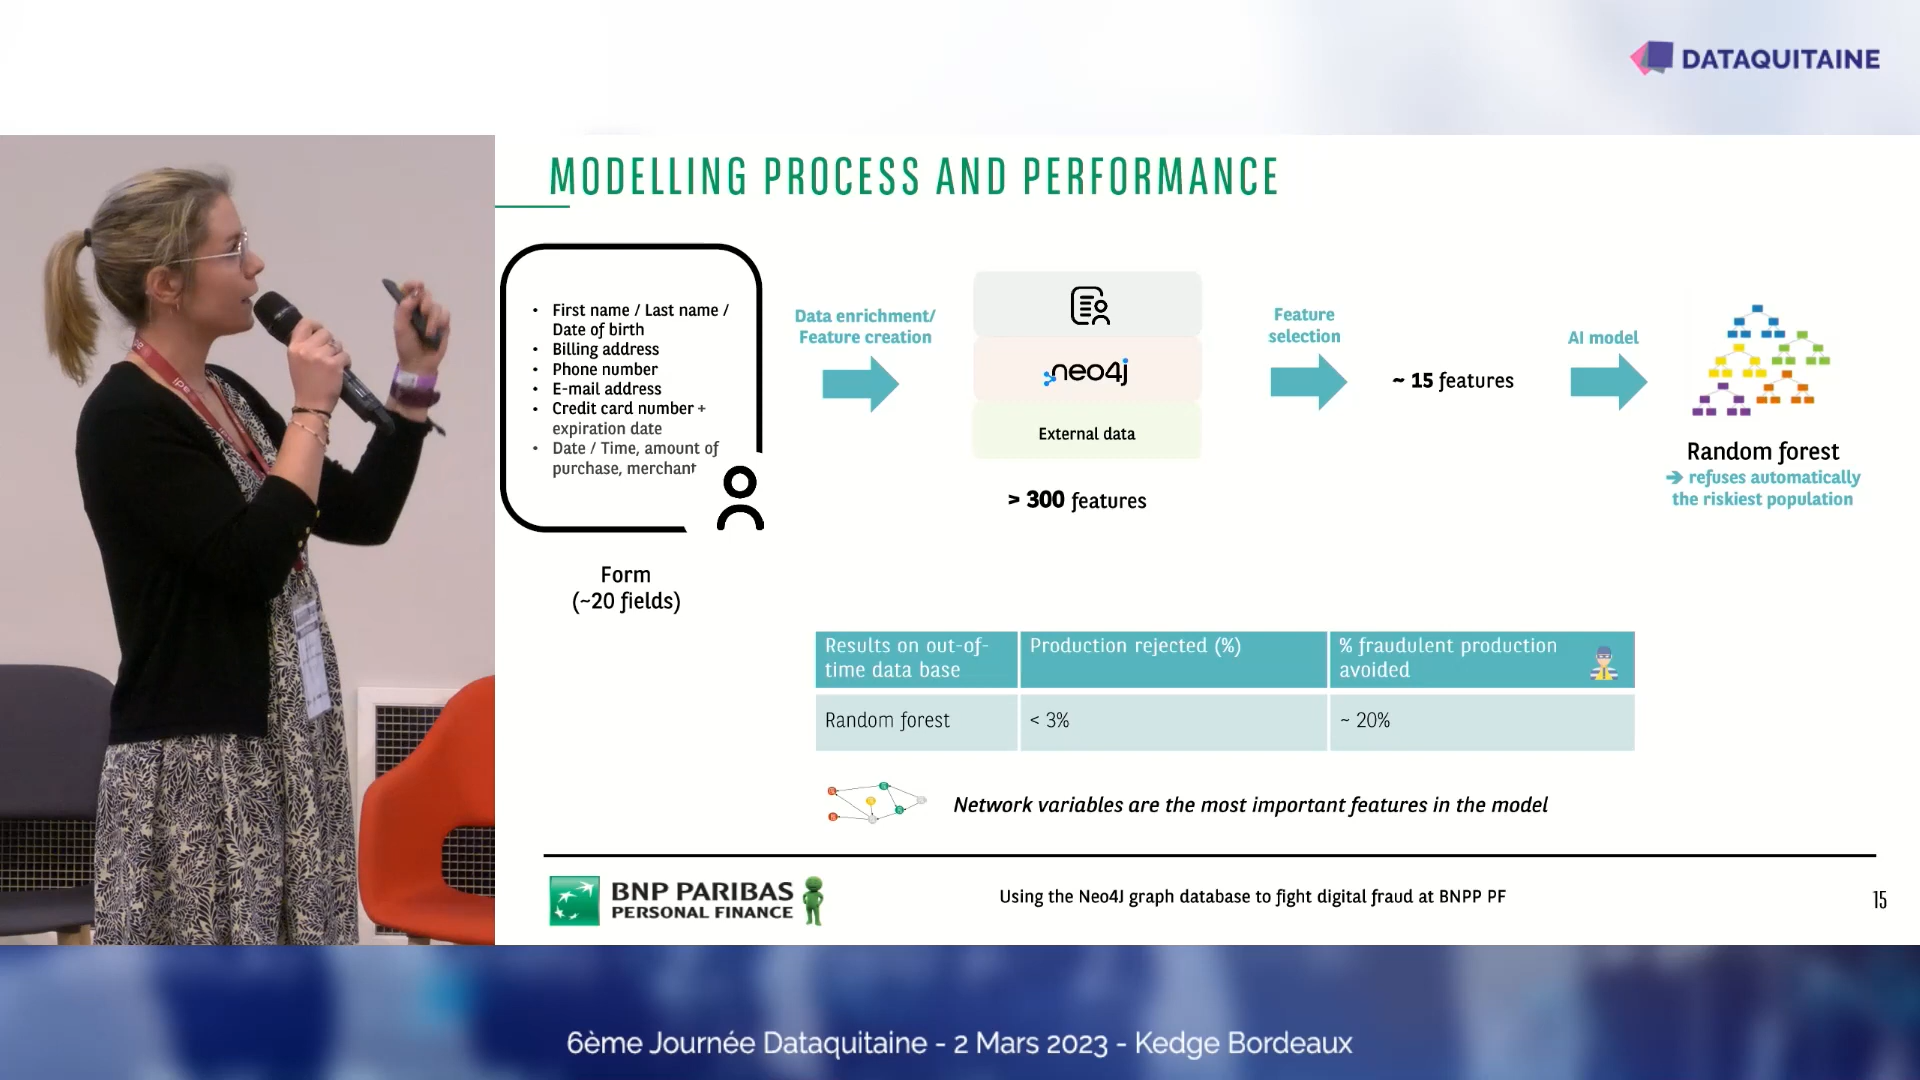 DATAQUITAINE
MODELLING PROCESS AND PERFORMANCE
• First name / Last name /
Date of birth
• Billing address
• Phone number
• E-mail address
• Credit card number +
expiration date
• Date / Time, amount of
purchase, merchant
Form
(~20 fields)
Data enrichment/
Feature creation
neo4j
External data
> 300 features
Feature
selection
~ 15 features
AI model
Random forest
➔ refuses automatically
the riskiest population
Results on out-of-
time data base
Production rejected (%)
% fraudulent production
avoided
Random forest
< 3%
~ 20%
Network variables are the most important features in the model
BNP PARIBAS
PERSONAL FINANCE
Using the Neo4J graph database to fight digital fraud at BNPP PF
15
6ème Journée Dataquitaine - 2 Mars 2023 - Kedge Bordeaux